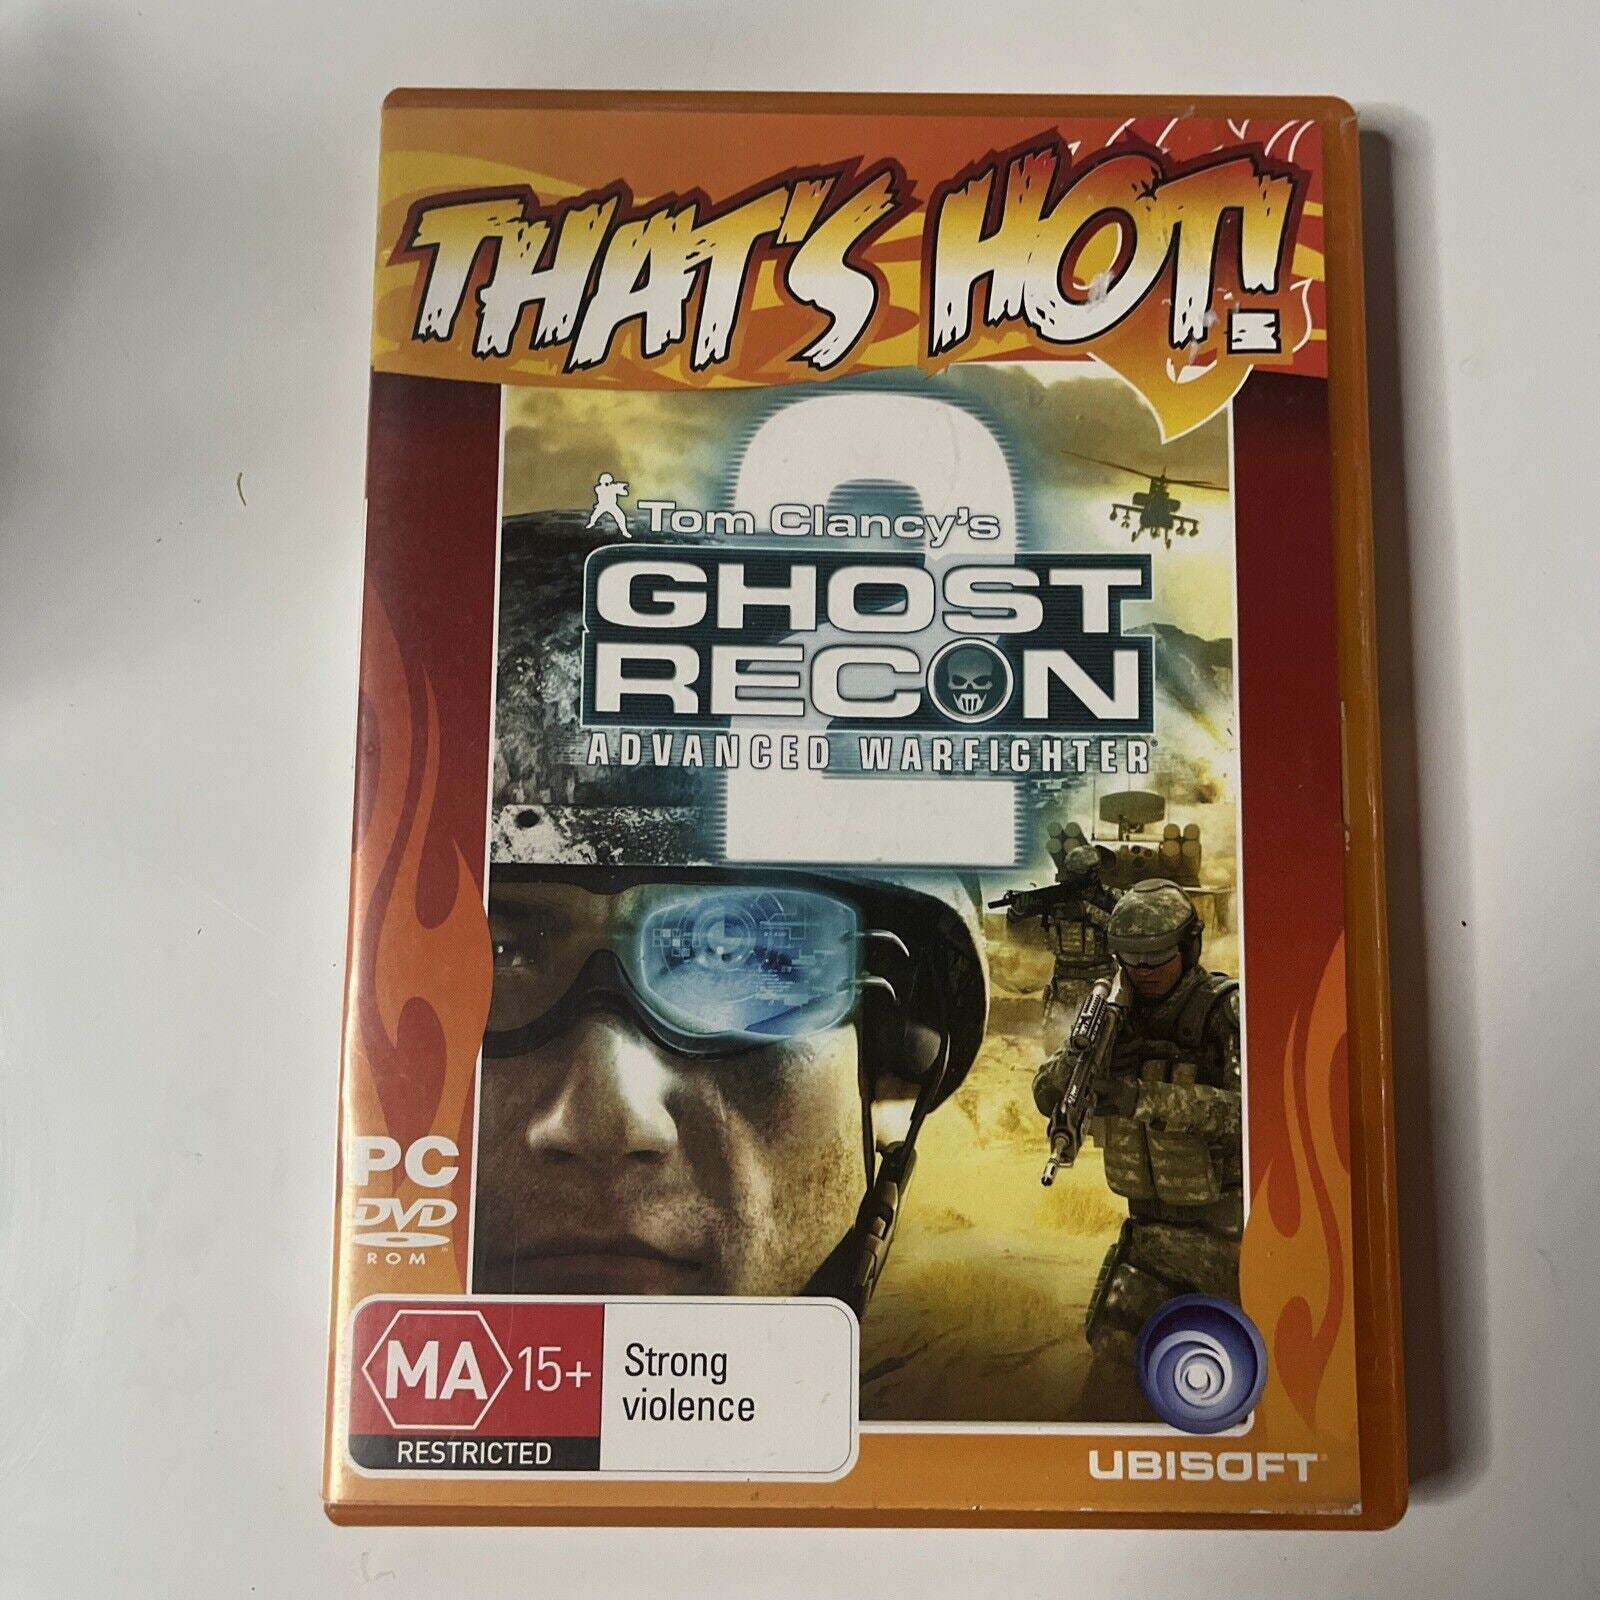 THAT'S HOT!
2
Tom Clancy's
GHOST
RECON
ADVANCED WARFIGHTER®
PC
DVD
ROM
MA 15+
RESTRICTED
Strong
violence
UBISOFT